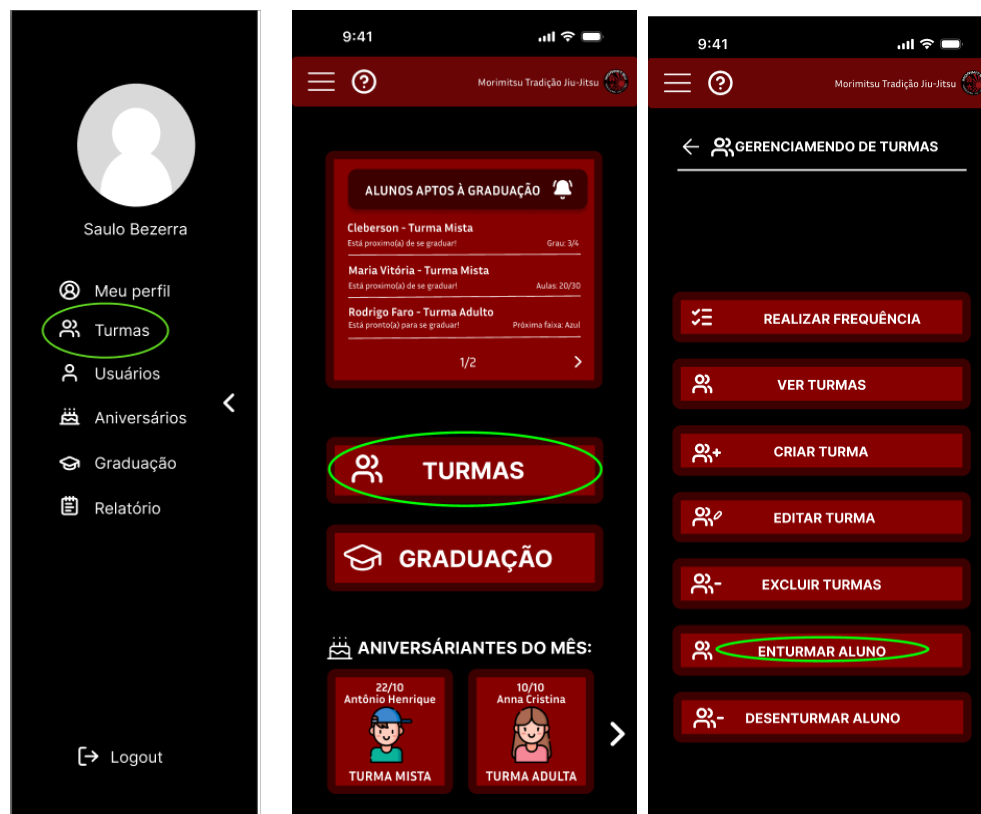 Saulo Bezerra
Meu perfil
Turmas
Usuários
Aniversários
Graduação
Relatório
Logout
9:41
Morimitsu Tradição Jiu-Jitsu
ALUNOS APTOS À GRADUAÇÃO
Cleberson - Turma Mista
Está proximo(a) de se graduar! Grau: 3/4
Maria Vitória - Turma Mista
Está proximo(a) de se graduar! Aulas: 20/30
Rodrigo Faro - Turma Adulto
Está pronto(a) para se graduar! Próxima faixa: Azul
1/2
TURMAS
GRADUAÇÃO
ANIVERSÁRIANTES DO MÊS:
22/10
Antônio Henrique
TURMA MISTA
10/10
Anna Cristina
TURMA ADULTA
9:41
Morimitsu Tradição Jiu-Jitsu
GERENCIAMENDO DE TURMAS
REALIZAR FREQUÊNCIA
VER TURMAS
CRIAR TURMA
EDITAR TURMA
EXCLUIR TURMAS
ENTURMAR ALUNO
DESENTURMAR ALUNO